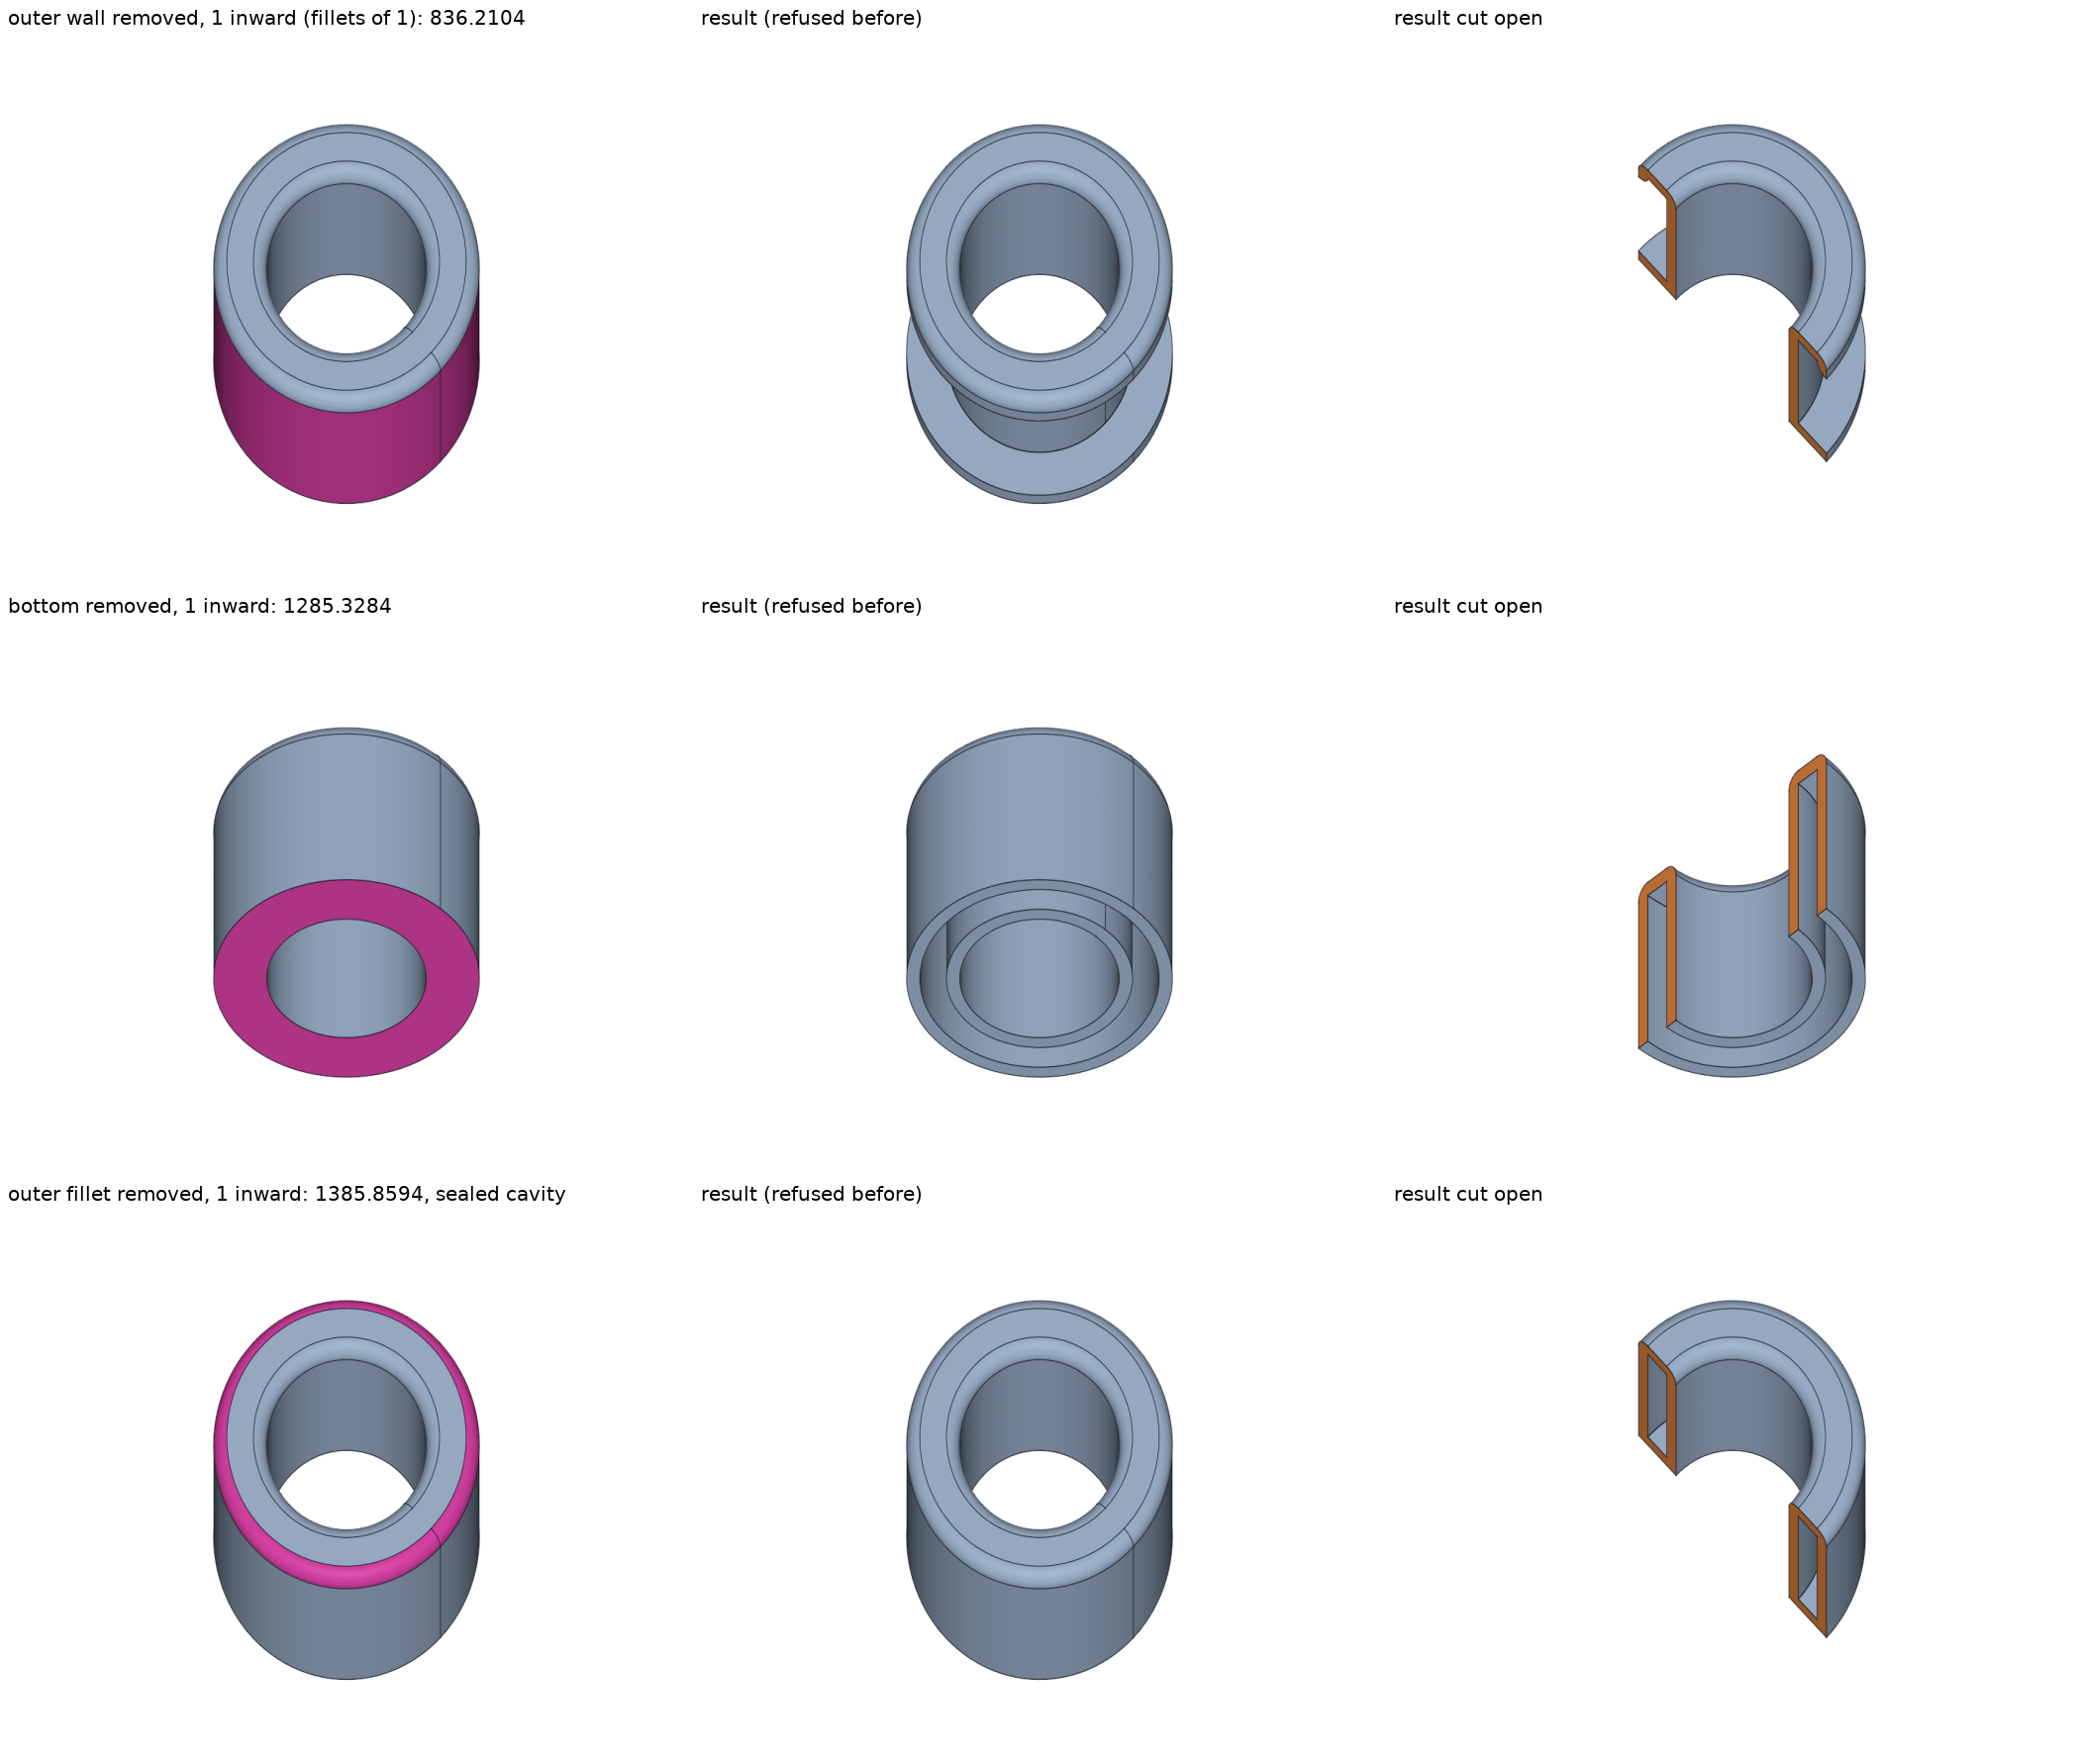 outer wall removed, 1 inward (fillets of 1): 836.2104
result (refused before)
result cut open
bottom removed, 1 inward: 1285.3284
result (refused before)
result cut open
outer fillet removed, 1 inward: 1385.8594, sealed cavity
result (refused before)
result cut open